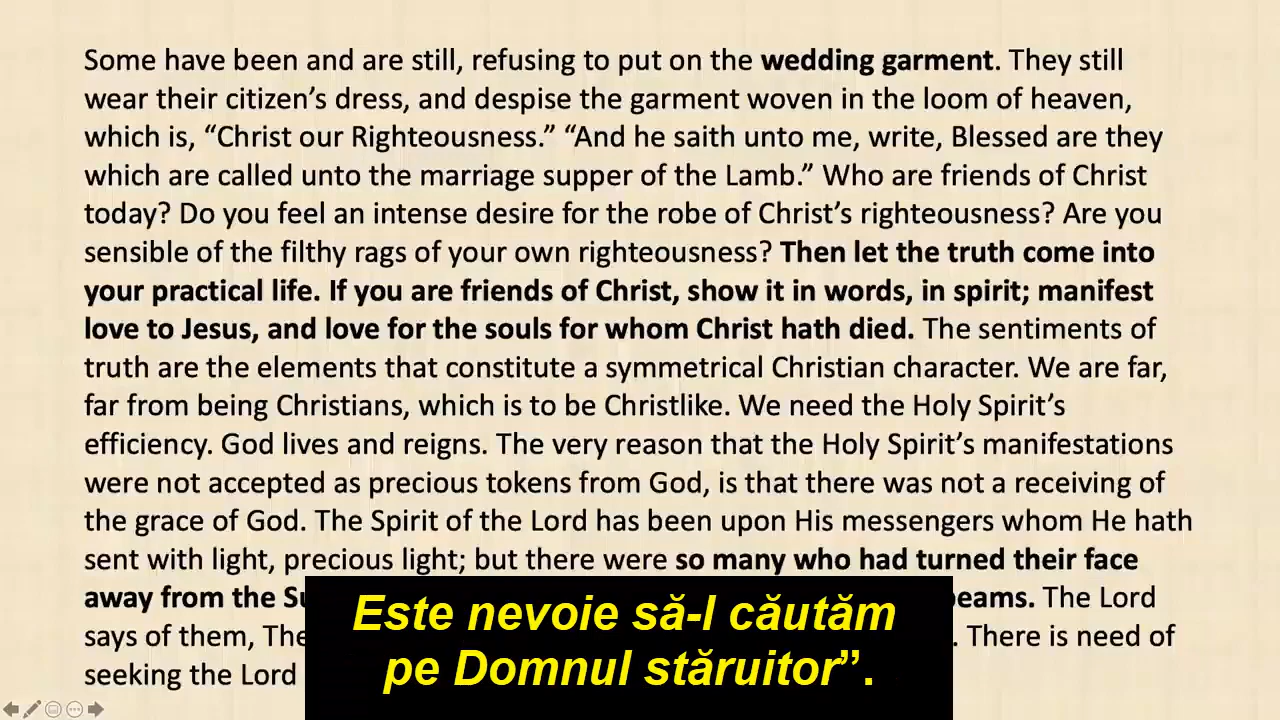 Some have been and are still, refusing to put on the wedding garment. They still
wear their citizen’s dress, and despise the garment woven in the loom of heaven,
which is, “Christ our Righteousness.” “And he saith unto me, write, Blessed are they
which are called unto the marriage supper of the Lamb.” Who are friends of Christ
today? Do you feel an intense desire for the robe of Christ’s righteousness? Are you
sensible of the filthy rags of your own righteousness? Then let the truth come into
your practical life. If you are friends of Christ, show it in words, in spirit; manifest
love to Jesus, and love for the souls for whom Christ hath died. The sentiments of
truth are the elements that constitute a symmetrical Christian character. We are far,
far from being Christians, which is to be Christlike. We need the Holy Spirit’s
efficiency. God lives and reigns. The very reason that the Holy Spirit’s manifestations
were not accepted as precious tokens from God, is that there was not a receiving of
the grace of God. The Spirit of the Lord has been upon His messengers whom He hath
sent with light, precious light; but there were so many who had turned their face
away from the beams. The Lord
says of them, There is need of
seeking the Lord
Este nevoie să-l căutăm
pe Domnul stăruitor”.